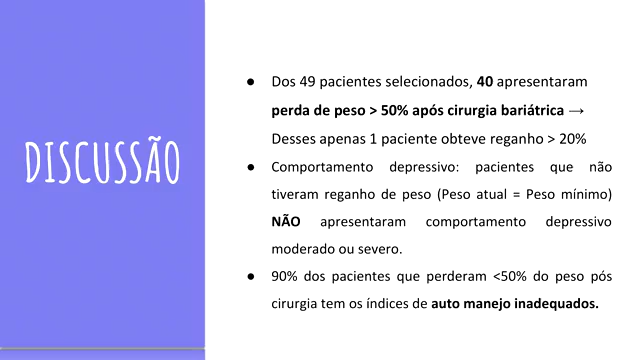 DISCUSSÃO
● Dos 49 pacientes selecionados, 40 apresentaram
perda de peso > 50% após cirurgia bariátrica →
Desses apenas 1 paciente obteve reganho > 20%
● Comportamento depressivo: pacientes que não
tiveram reganho de peso (Peso atual = Peso mínimo)
NÃO apresentaram comportamento depressivo
moderado ou severo.
● 90% dos pacientes que perderam <50% do peso pós
cirurgia tem os índices de auto manejo inadequados.